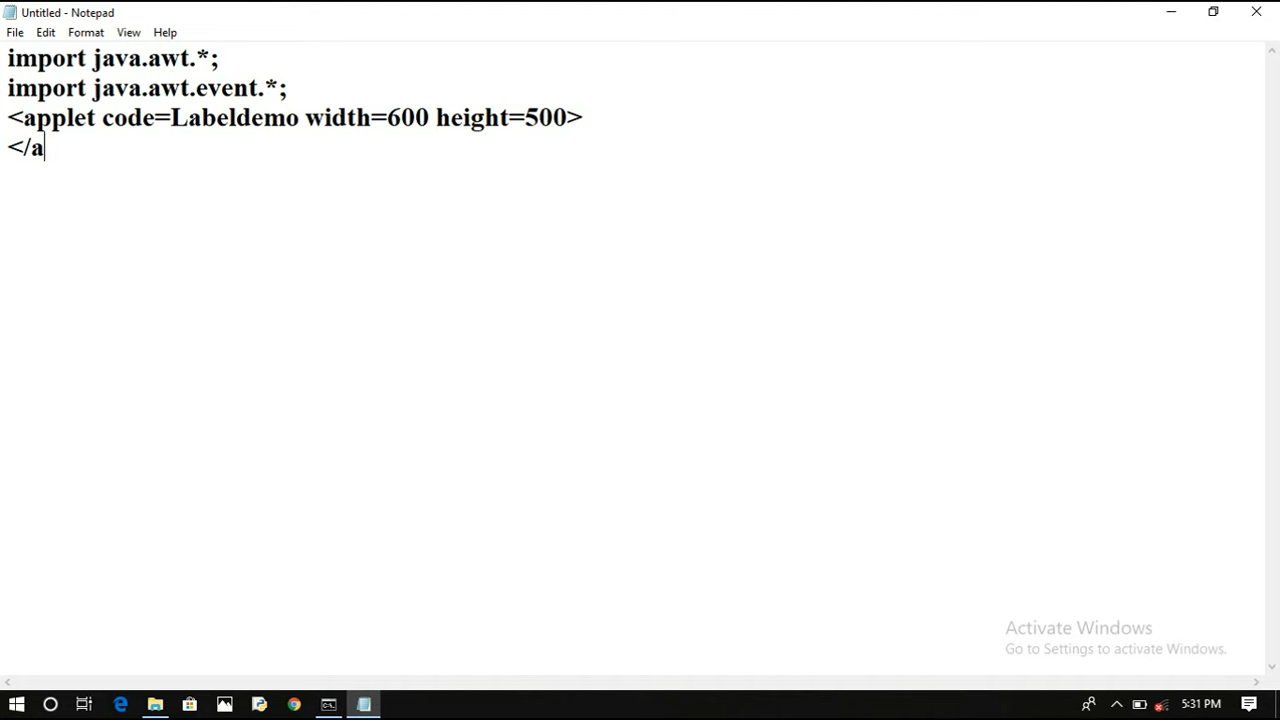 Untitled - Notepad
File Edit Format View Help
import java.awt.*;
import java.awt.event.*;
<applet code=Labeldemo width=600 height=500>
</a
Activate Windows
Go to Settings to activate Windows.
5:31 PM